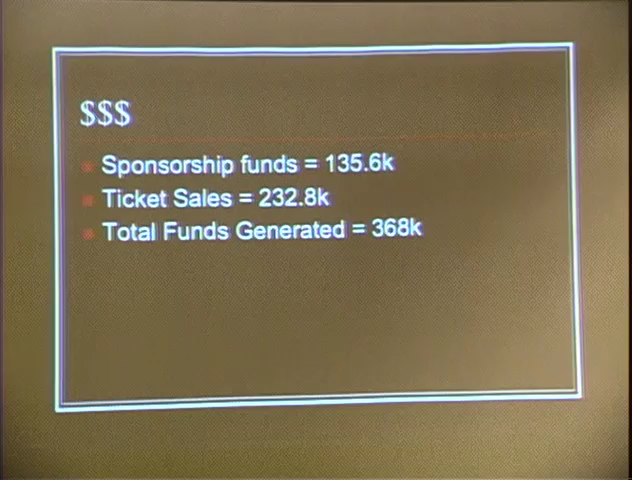 $$$
Sponsorship funds = 135.6k
Ticket Sales = 232.8k
Total Funds Generated = 368k